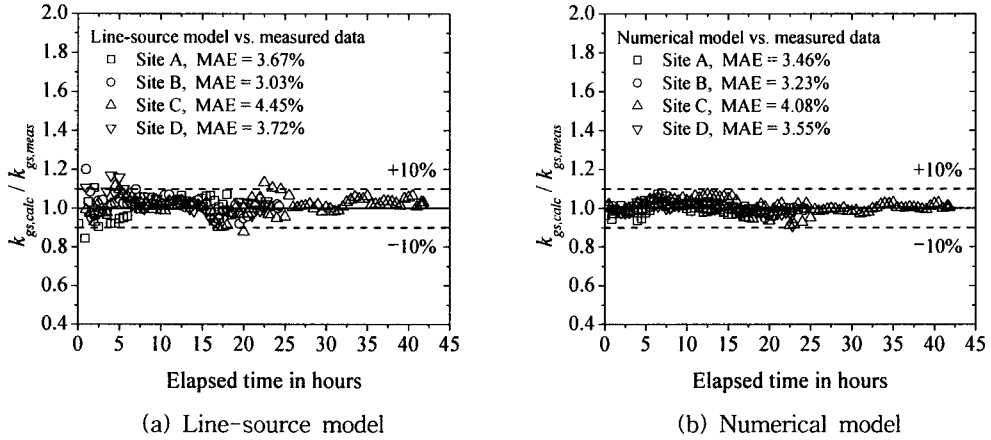 2.0
1.8
1.6
1.4
1.2
1.0
0.8
0.6
0.4
k gs,calc / k gs,meas
Line-source model vs. measured data
□ Site A, MAE = 3.67%
○ Site B, MAE = 3.03%
△ Site C, MAE = 4.45%
▽ Site D, MAE = 3.72%
+10%
−10%
0 5 10 15 20 25 30 35 40 45
Elapsed time in hours
(a) Line-source model
2.0
1.8
1.6
1.4
1.2
1.0
0.8
0.6
0.4
k gs,calc / k gs,meas
Numerical model vs. measured data
□ Site A, MAE = 3.46%
○ Site B, MAE = 3.23%
△ Site C, MAE = 4.08%
▽ Site D, MAE = 3.55%
+10%
−10%
0 5 10 15 20 25 30 35 40 45
Elapsed time in hours
(b) Numerical model